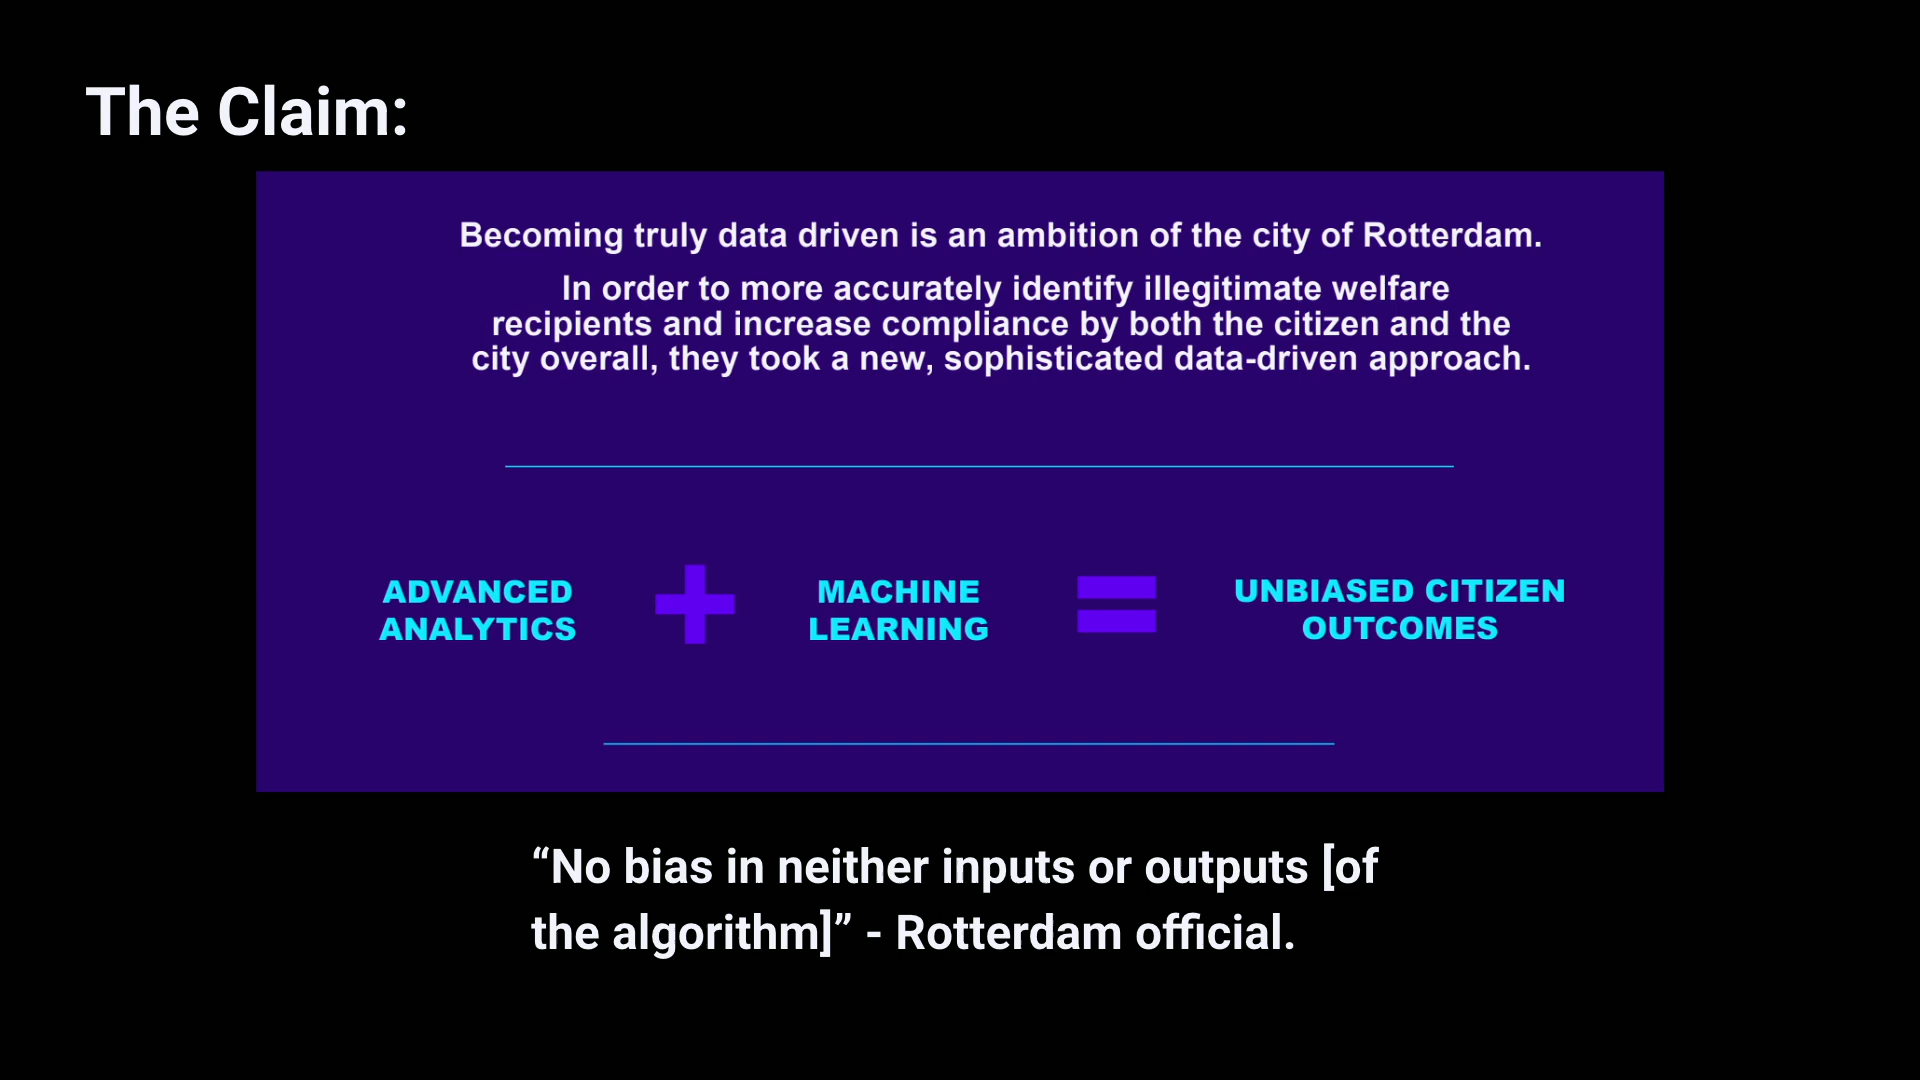 The Claim:
Becoming truly data driven is an ambition of the city of Rotterdam.
In order to more accurately identify illegitimate welfare
recipients and increase compliance by both the citizen and the
city overall, they took a new, sophisticated data-driven approach.
ADVANCED
ANALYTICS
MACHINE
LEARNING
UNBIASED CITIZEN
OUTCOMES
“No bias in neither inputs or outputs [of
the algorithm]” - Rotterdam official.